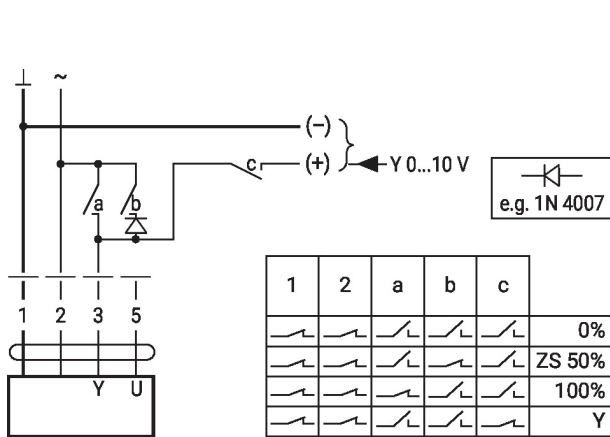 ⊥ ~
(−)
(+) Y 0...10 V
a b c
e.g. 1N 4007
1 2 3 5
Y U
1 2 a b c
0%
ZS 50%
100%
Y